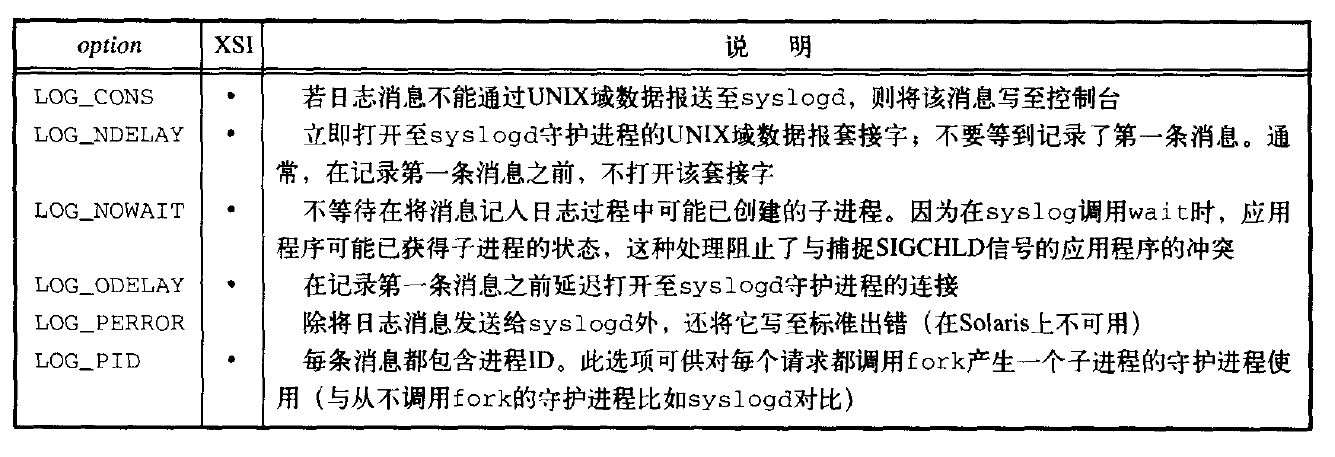 option XSI 说 明
LOG_CONS • 若日志消息不能通过UNIX域数据报送至syslogd，则将该消息写至控制台
LOG_NDELAY • 立即打开至syslogd守护进程的UNIX域数据报套接字；不要等到记录了第一条消息。通
常，在记录第一条消息之前，不打开该套接字
LOG_NOWAIT • 不等待在将消息记入日志过程中可能已创建的子进程。因为在syslog调用wait时，应用
程序可能已获得子进程的状态，这种处理阻止了与捕捉SIGCHLD信号的应用程序的冲突
LOG_ODELAY • 在记录第一条消息之前延迟打开至syslogd守护进程的连接
LOG_PERROR 除将日志消息发送给syslogd外，还将它写至标准出错（在Solaris上不可用）
LOG_PID • 每条消息都包含进程ID。此选项可供对每个请求都调用fork产生一个子进程的守护进程使
用（与从不调用fork的守护进程比如syslogd对比）